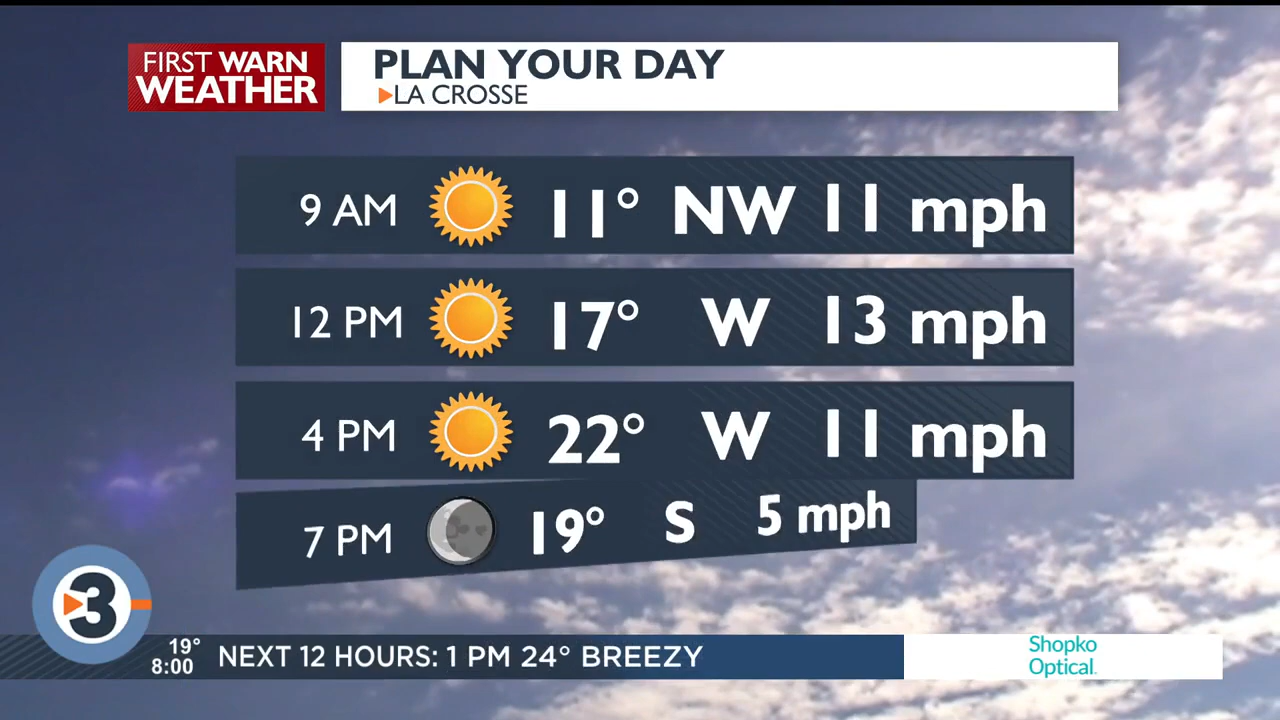 FIRST WARN
WEATHER
PLAN YOUR DAY
LA CROSSE
9 AM 11° NW 11 mph
12 PM 17° W 13 mph
4 PM 22° W 11 mph
7 PM 19° S 5 mph
3
19°
8:00
NEXT 12 HOURS: 1 PM 24° BREEZY
Shopko
Optical.